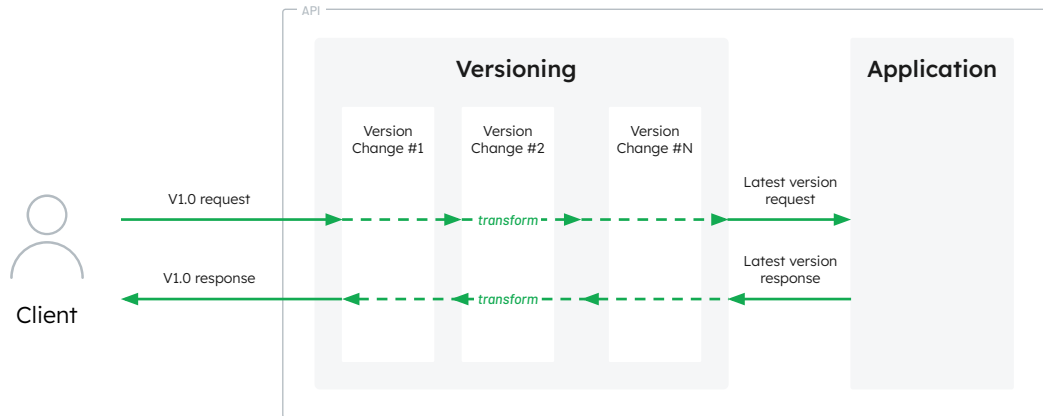 API
Versioning
Application
Version
Change #1
Version
Change #2
Version
Change #N
V1.0 request
Latest version
request
transform
V1.0 response
Latest version
response
transform
Client